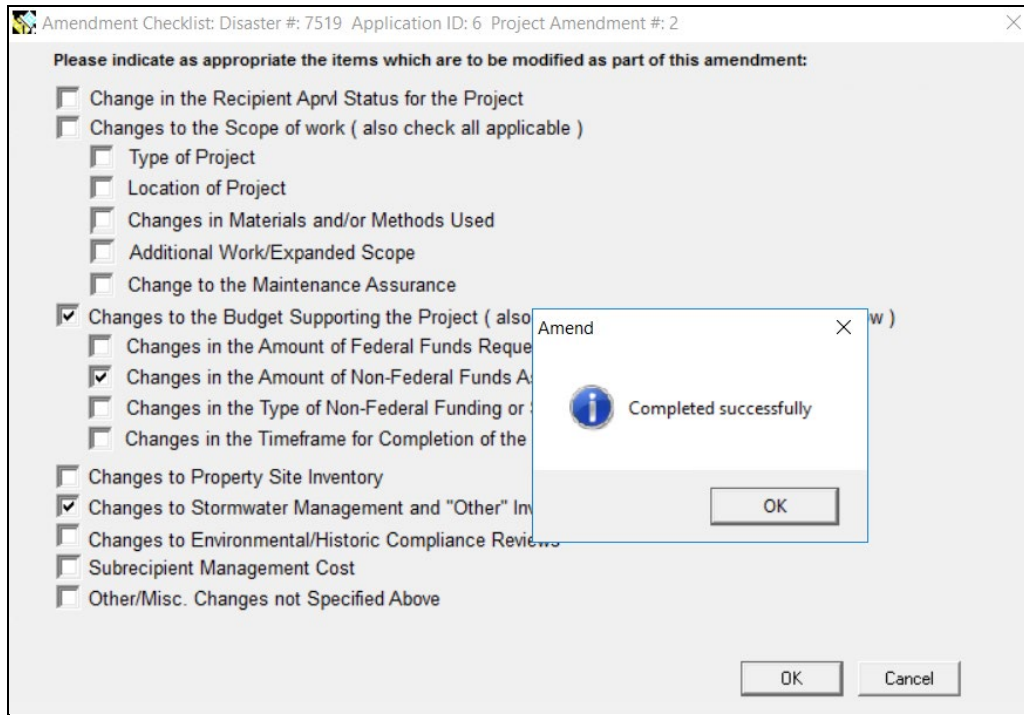 Amendment Checklist: Disaster #: 7519 Application ID: 6 Project Amendment #: 2
Please indicate as appropriate the items which are to be modified as part of this amendment:
Change in the Recipient Aprvl Status for the Project
Changes to the Scope of work ( also check all applicable )
Type of Project
Location of Project
Changes in Materials and/or Methods Used
Additional Work/Expanded Scope
Change to the Maintenance Assurance
Changes to the Budget Supporting the Project ( also
w )
Changes in the Amount of Federal Funds Reque
Changes in the Amount of Non-Federal Funds A
Changes in the Type of Non-Federal Funding or
Changes in the Timeframe for Completion of the
Changes to Property Site Inventory
Changes to Stormwater Management and "Other" Inv
Changes to Environmental/Historic Compliance Reviews
Subrecipient Management Cost
Other/Misc. Changes not Specified Above
Amend
Completed successfully
OK
OK Cancel